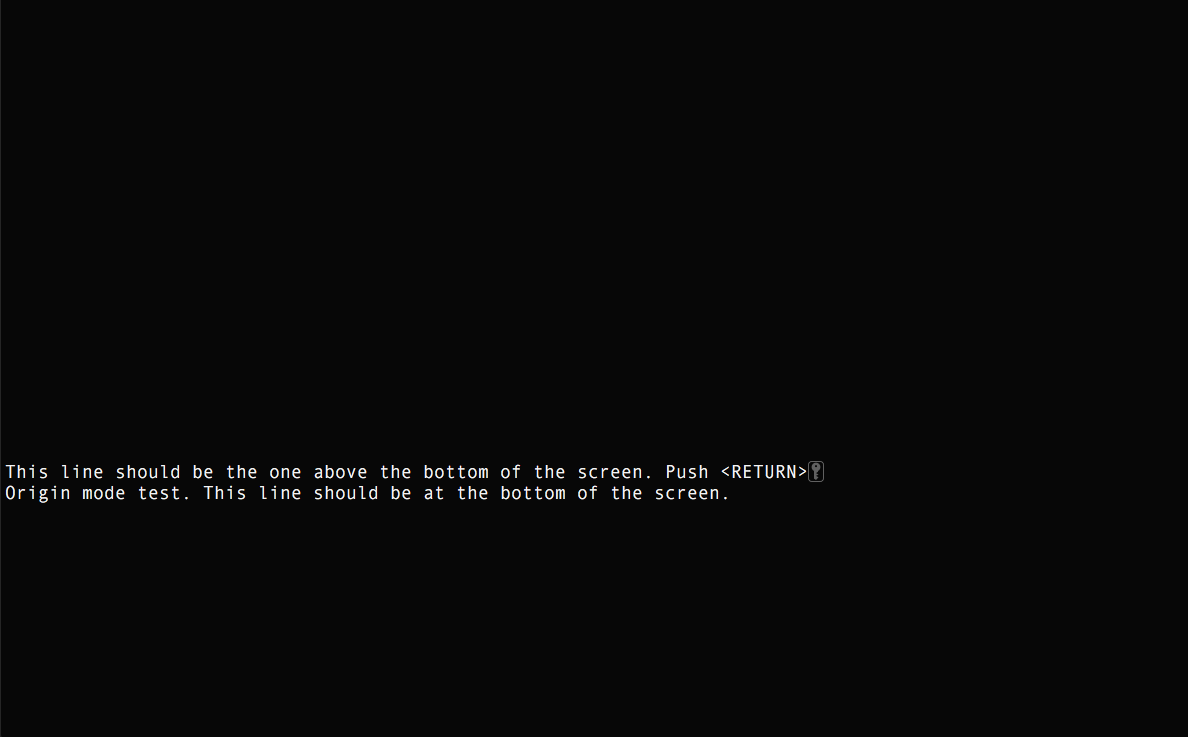 This line should be the one above the bottom of the screen. Push <RETURN>
Origin mode test. This line should be at the bottom of the screen.